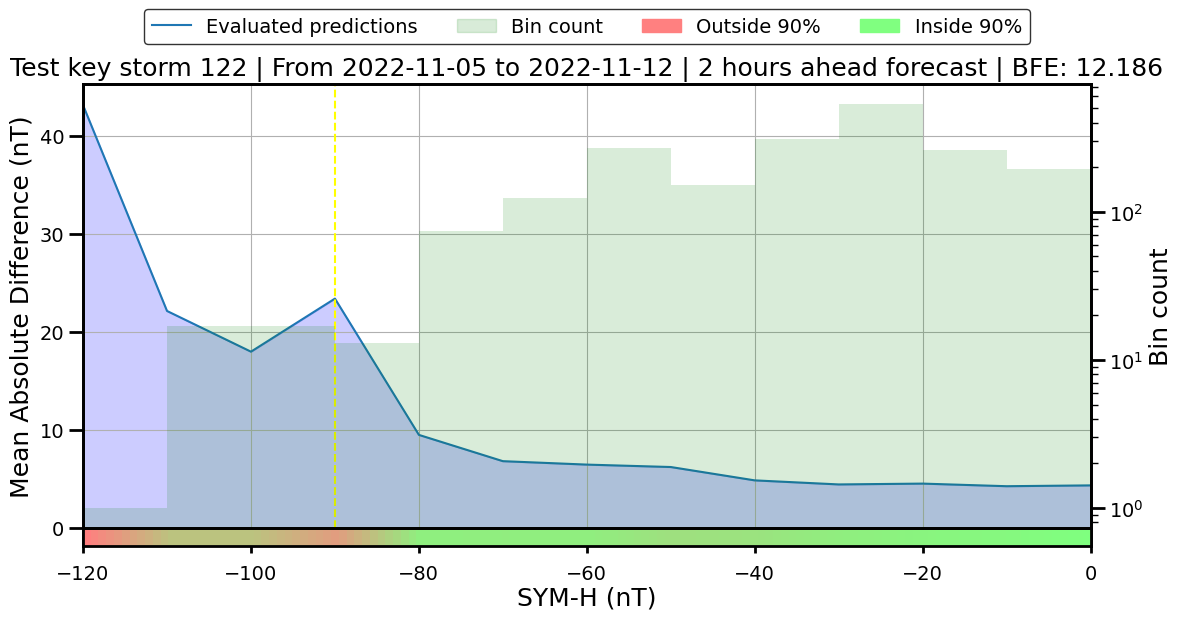 Evaluated predictions Bin count Outside 90% Inside 90%
Test key storm 122 | From 2022-11-05 to 2022-11-12 | 2 hours ahead forecast | BFE: 12.186
Mean Absolute Difference (nT)
40
30
20
10
0
10²
10¹
10⁰
Bin count
−120 −100 −80 −60 −40 −20 0
SYM-H (nT)